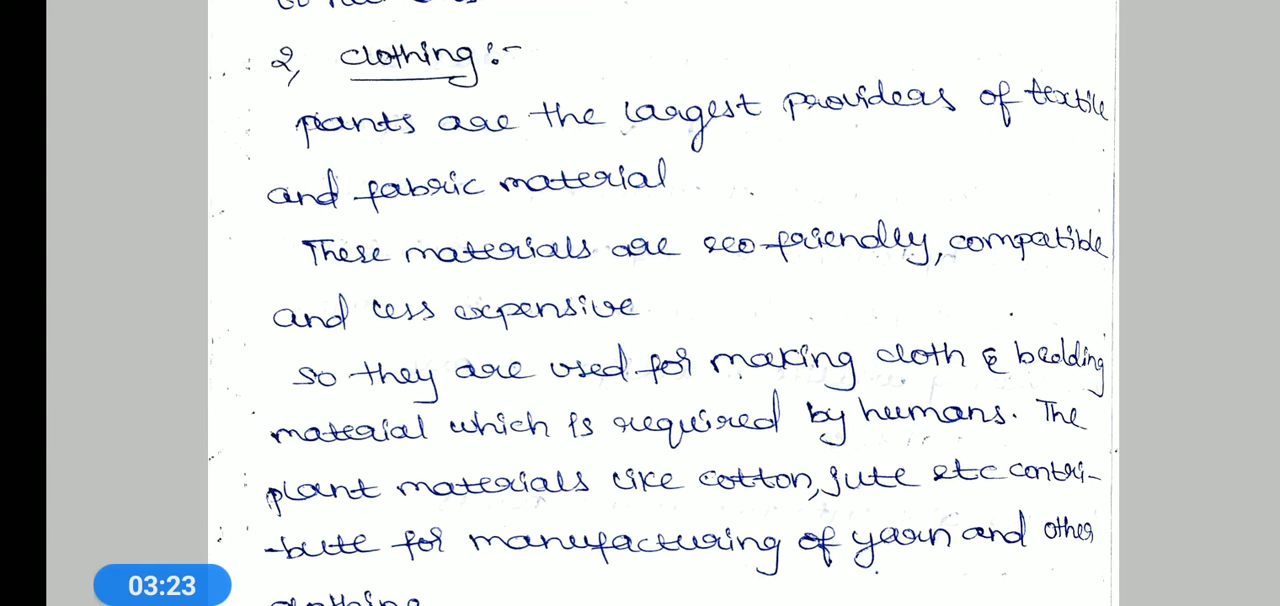 2, clothing:-
plants are the largest providers of textile
and fabric material
These materials are eco-friendly, compatible
and less expensive
so they are used for making cloth & bedding
material which is required by humans. The
plant materials like cotton, jute etc contri-
-bute for manufacturing of yarn and other
03:23